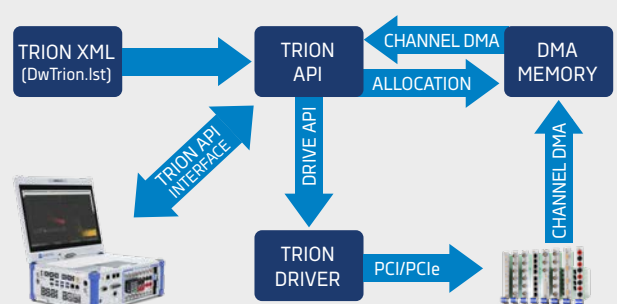 TRION XML
(DwTrion.lst)
TRION
API
CHANNEL DMA
ALLOCATION
DMA
MEMORY
TRION API
INTERFACE
DRIVE API
CHANNEL DMA
TRION
DRIVER
PCI/PCIe